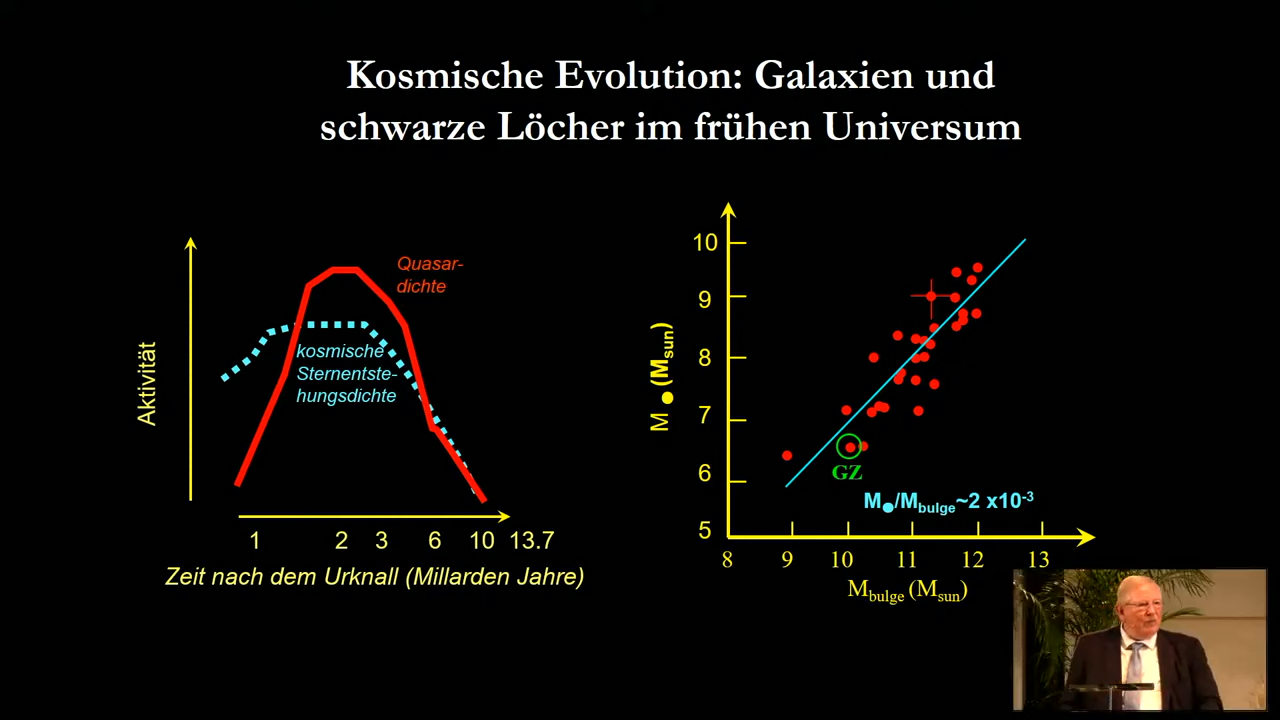 Kosmische Evolution: Galaxien und
schwarze Löcher im frühen Universum
Aktivität
Quasar-
dichte
kosmische
Sternentste-
hungsdichte
1 2 3 6 10 13.7
Zeit nach dem Urknall (Millarden Jahre)
M●(Msun)
10
9
8
7
6
5
GZ
M●/Mbulge~2 x10-3
8 9 10 11 12 13
Mbulge (Msun)